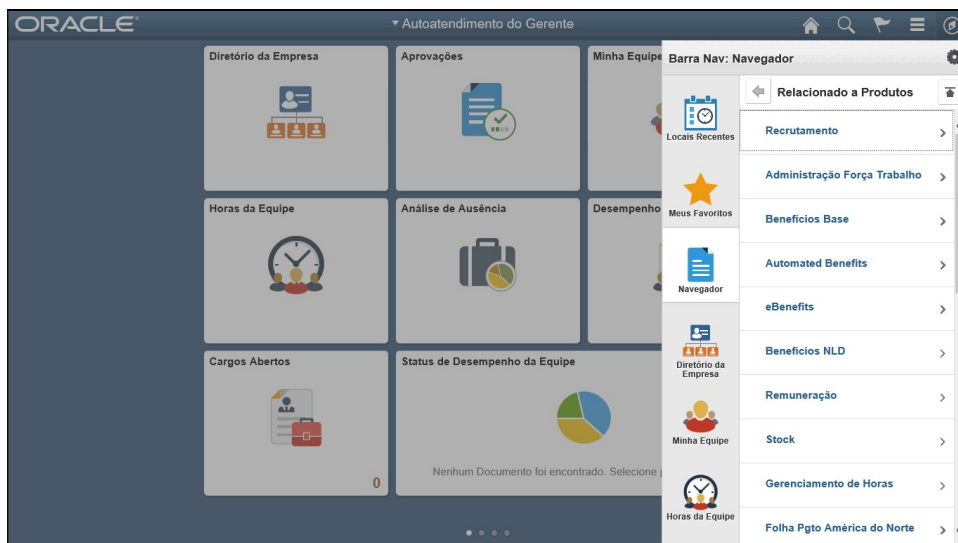 ORACLE
Autoatendimento do Gerente
Diretório da Empresa
Aprovações
Minha Equipe
Horas da Equipe
Análise de Ausência
Desempenho
Cargos Abertos
0
Status de Desempenho da Equipe
Nenhum Documento foi encontrado. Selecione
Barra Nav: Navegador
Locais Recentes
Meus Favoritos
Navegador
Diretório da
Empresa
Minha Equipe
Horas da Equipe
Relacionado a Produtos
Recrutamento
Administração Força Trabalho
Benefícios Base
Automated Benefits
eBenefits
Benefícios NLD
Remuneração
Stock
Gerenciamento de Horas
Folha Pgto América do Norte